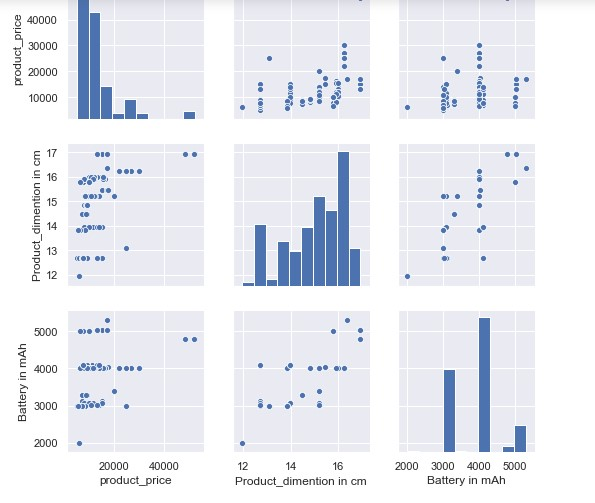 product_price
40000
30000
20000
10000
Product_dimention in cm
17
16
15
14
13
12
Battery in mAh
5000
4000
3000
2000
20000 40000
12 14 16
2000 3000 4000 5000
product_price
Product_dimention in cm
Battery in mAh